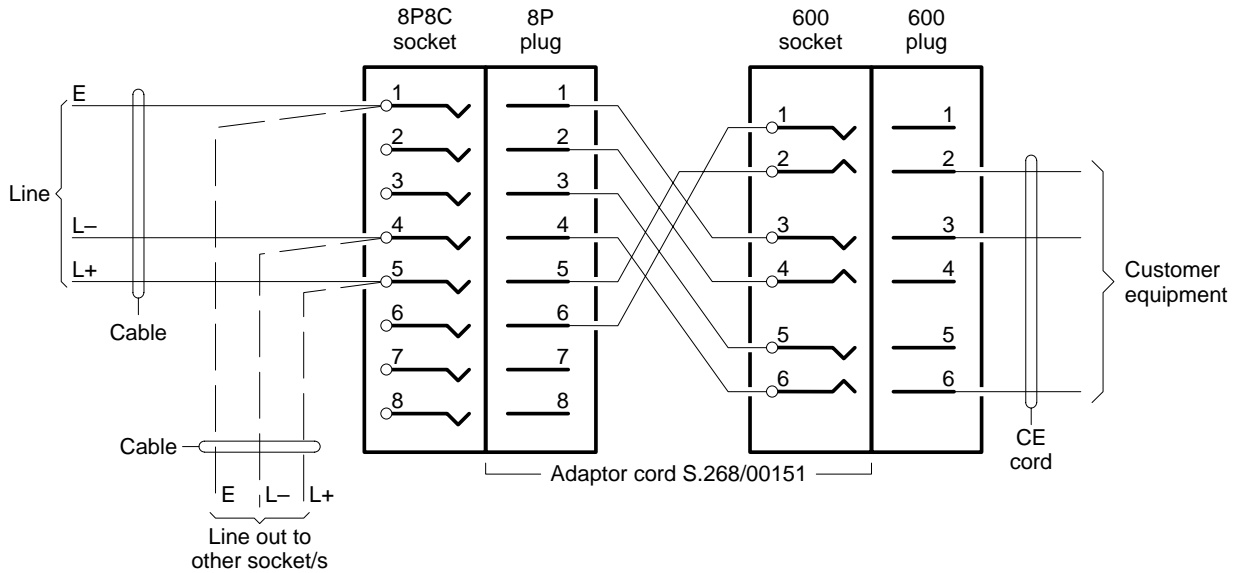 8P8C
socket
8P
plug
600
socket
600
plug
E
L–
L+
Line
Cable
1
2
3
4
5
6
7
8
1
2
3
4
5
6
7
8
1
2
3
4
5
6
1
2
3
4
5
6
Customer
equipment
CE
cord
Cable
Adaptor cord S.268/00151
E L– L+
Line out to
other socket/s